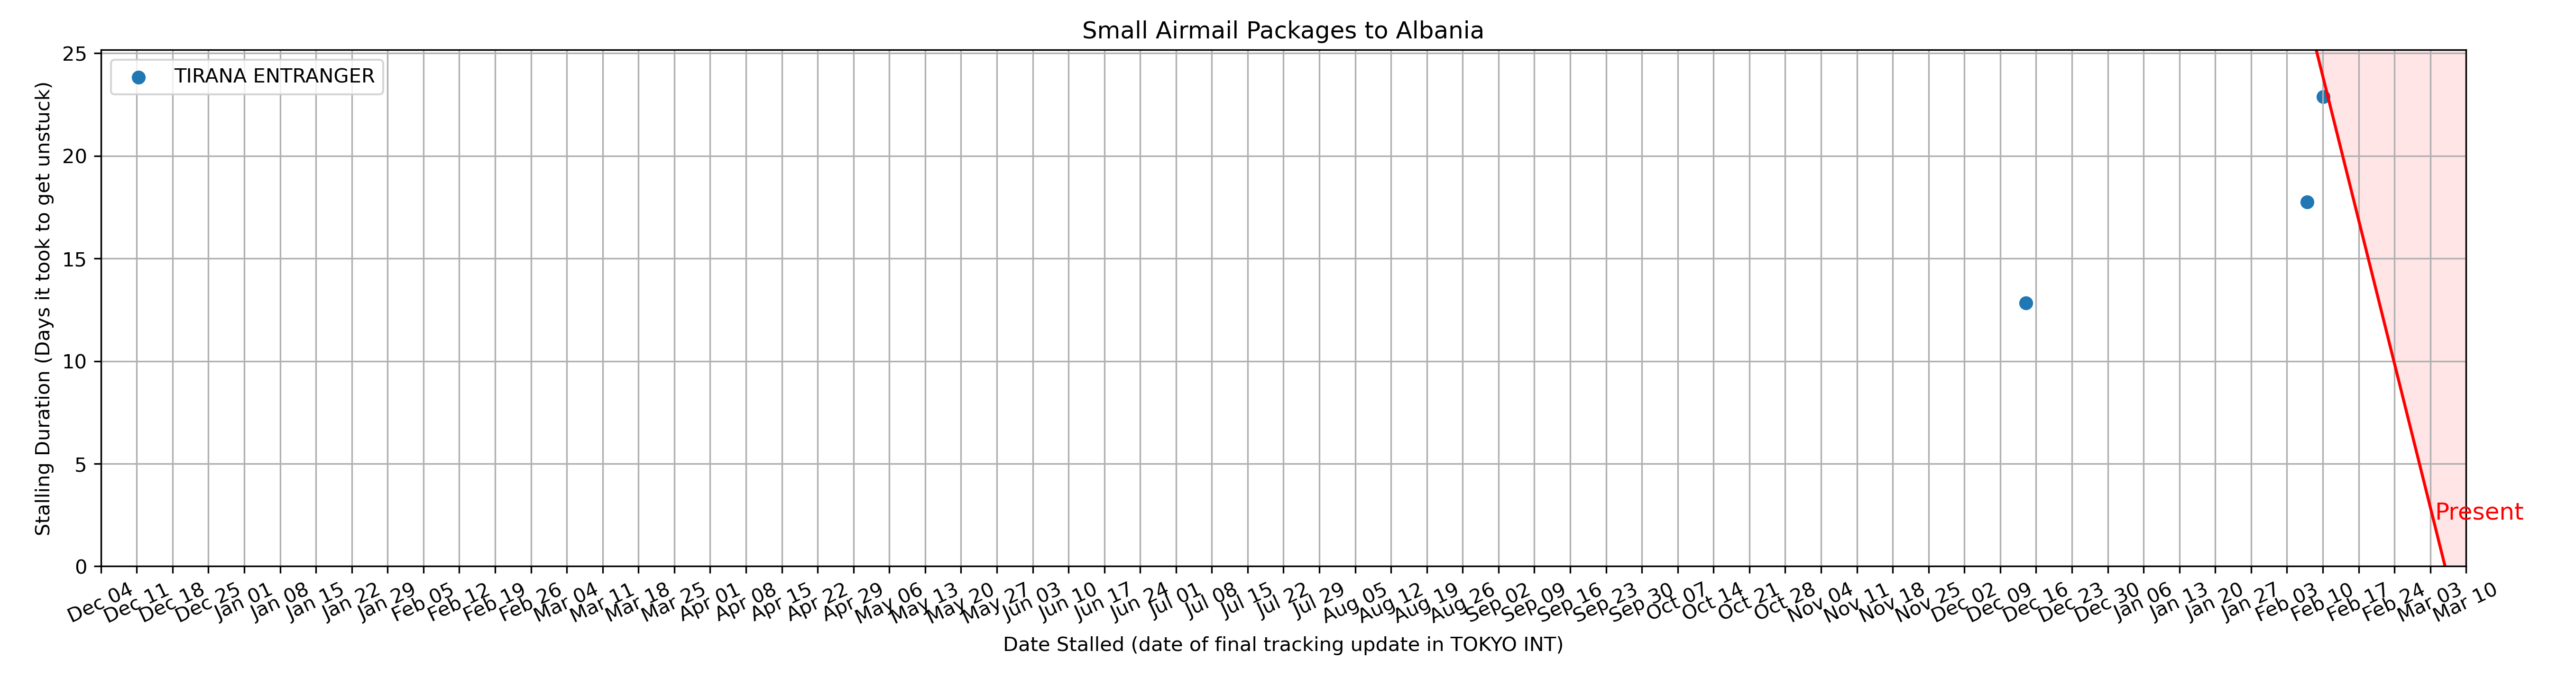 Small Airmail Packages to Albania
TIRANA ENTRANGER
Stalling Duration (Days it took to get unstuck)
25
20
15
10
5
0
Present
Dec 04 Dec 11 Dec 18 Dec 25 Jan 01 Jan 08 Jan 15 Jan 22 Jan 29 Feb 05 Feb 12 Feb 19 Feb 26 Mar 04 Mar 11 Mar 18 Mar 25 Apr 01 Apr 08 Apr 15 Apr 22 Apr 29 May 06 May 13 May 20 May 27 Jun 03 Jun 10 Jun 17 Jun 24 Jul 01 Jul 08 Jul 15 Jul 22 Jul 29 Aug 05 Aug 12 Aug 19 Aug 26 Sep 02 Sep 09 Sep 16 Sep 23 Sep 30 Oct 07 Oct 14 Oct 21 Oct 28 Nov 04 Nov 11 Nov 18 Nov 25 Dec 02 Dec 09 Dec 16 Dec 23 Dec 30 Jan 06 Jan 13 Jan 20 Jan 27 Feb 03 Feb 10 Feb 17 Feb 24 Mar 03 Mar 10
Date Stalled (date of final tracking update in TOKYO INT)